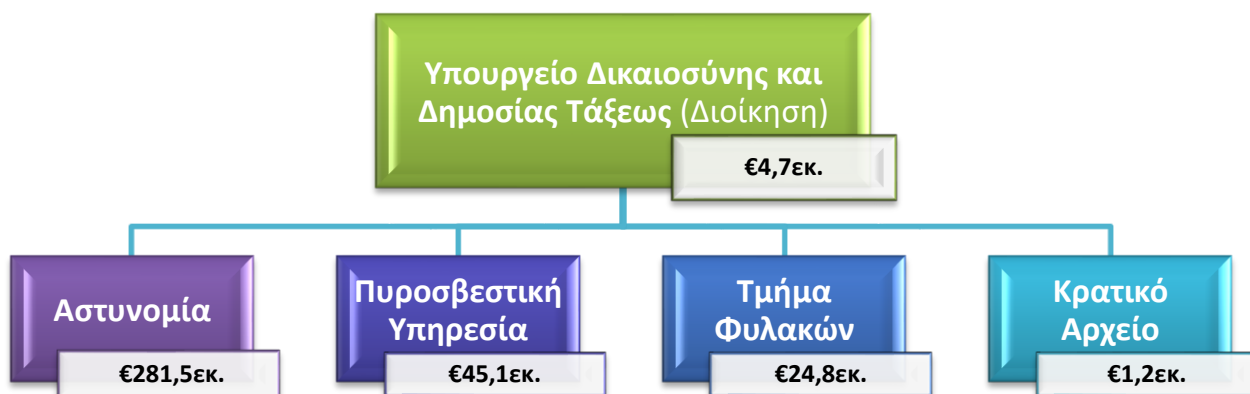 Υπουργείο Δικαιοσύνης και
Δημοσίας Τάξεως (Διοίκηση)
€4,7εκ.
Αστυνομία
€281,5εκ.
Πυροσβεστική
Υπηρεσία
€45,1εκ.
Τμήμα
Φυλακών
€24,8εκ.
Κρατικό
Αρχείο
€1,2εκ.